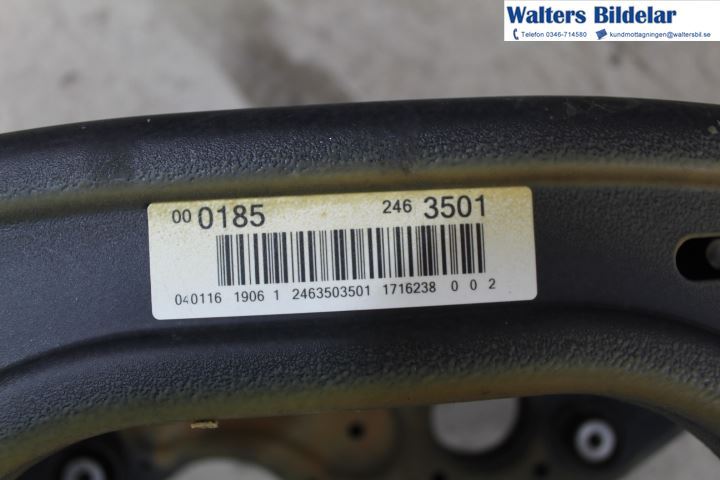 Walters Bildelar
Telefon 0346-714580 kundmottagningen@waltersbil.se
00 0185 246 3501
040116 1906 1 2463503501 1716238 0 0 2